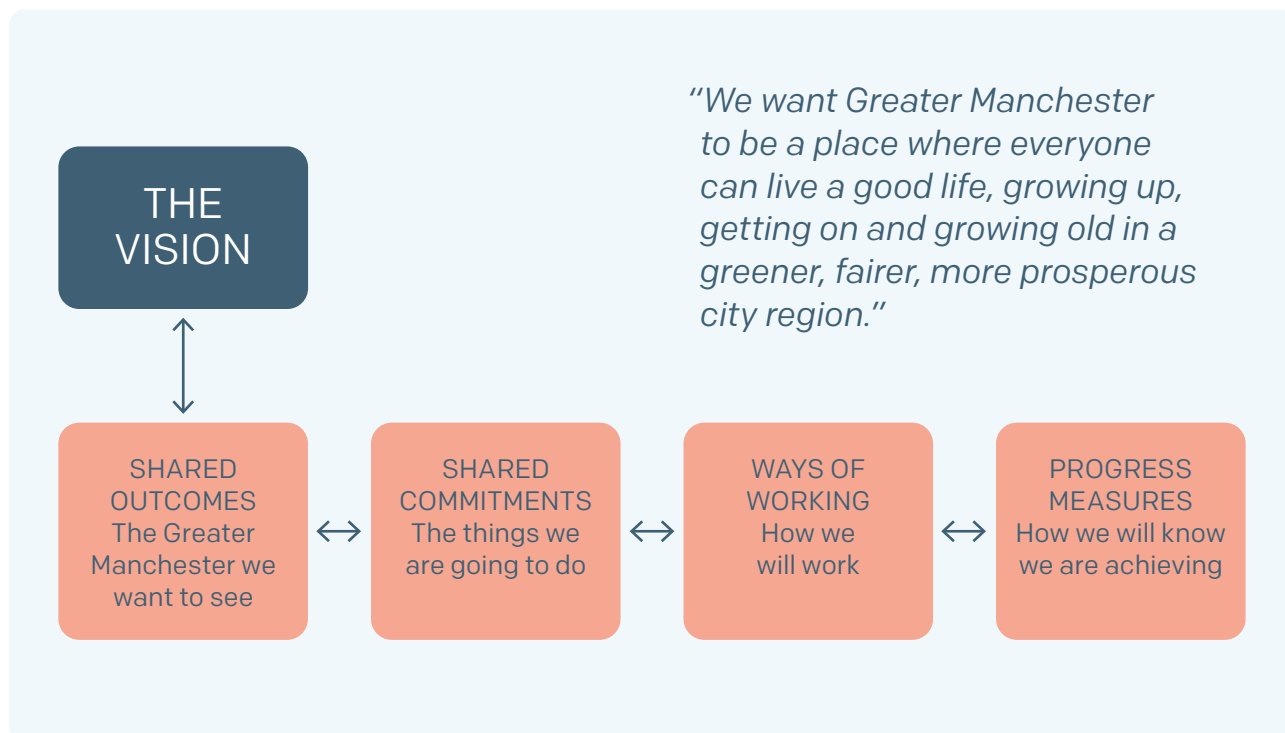 “We want Greater Manchester
to be a place where everyone
can live a good life, growing up,
getting on and growing old in a
greener, fairer, more prosperous
city region.”
THE
VISION
SHARED
OUTCOMES
The Greater
Manchester we
want to see
SHARED
COMMITMENTS
The things we
are going to do
WAYS OF
WORKING
How we
will work
PROGRESS
MEASURES
How we will know
we are achieving